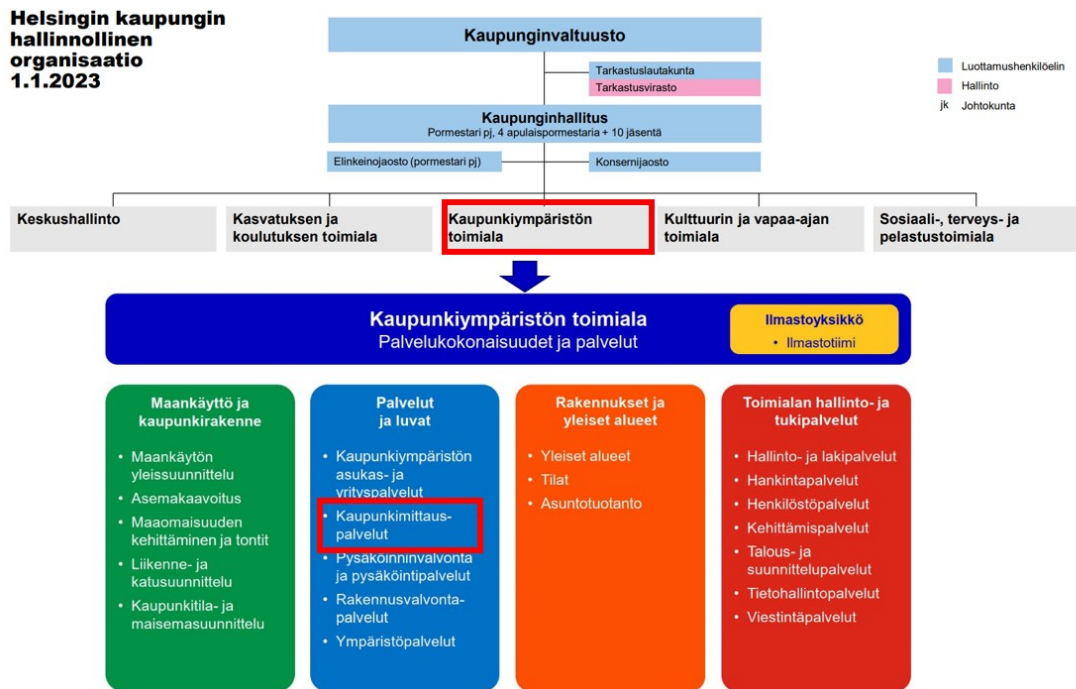 Helsingin kaupungin
hallinnollinen
organisaatio
1.1.2023
Kaupunginvaltuusto
Tarkastuslautakunta
Tarkastusvirasto
Luottamushenkilöelin
Hallinto
jk Johtokunta
Kaupunginhallitus
Pormestari pj, 4 apulaispormestaria + 10 jäsentä
Elinkeinojaosto (pormestari pj)
Konsernijaosto
Keskushallinto
Kasvatuksen ja
koulutuksen toimiala
Kaupunkiympäristön
toimiala
Kulttuurin ja vapaa-ajan
toimiala
Sosiaali-, terveys- ja
pelastustoimiala
Kaupunkiympäristön toimiala
Palvelukokonaisuudet ja palvelut
Ilmastoyksikkö
• Ilmastotiimi
Maankäyttö ja
kaupunkirakenne
• Maankäytön
yleissuunnittelu
• Asemakaavoitus
• Maaomaisuuden
kehittäminen ja tontit
• Liikenne- ja
katusuunnittelu
• Kaupunkitila- ja
maisemasuunnittelu
Palvelut
ja luvat
• Kaupunkiympäristön
asukas- ja
yrityspalvelut
• Kaupunkimittaus-
palvelut
• Pysäköinninvalvonta
ja pysäköintipalvelut
• Rakennusvalvonta-
palvelut
• Ympäristöpalvelut
Rakennukset ja
yleiset alueet
• Yleiset alueet
• Tilat
• Asuntotuotanto
Toimialan hallinto- ja
tukipalvelut
• Hallinto- ja lakipalvelut
• Hankintapalvelut
• Henkilöstöpalvelut
• Kehittämispalvelut
• Talous- ja
suunnittelupalvelut
• Tietohallintopalvelut
• Viestintäpalvelut